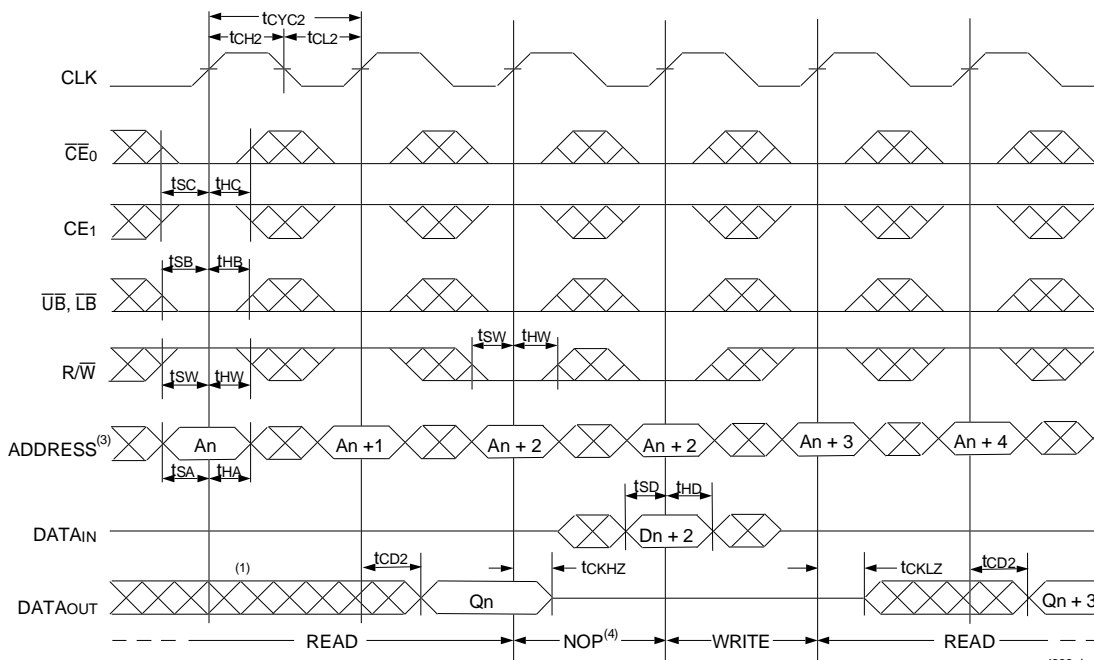 tCYC2
tCH2 tCL2
CLK
CE0
tSC tHC
CE1
tSB tHB
UB, LB
tSW tHW
R/W
tSW tHW
ADDRESS(3) An An +1 An + 2 An + 2 An + 3 An + 4
tSA tHA
tSD tHD
DATAIN Dn + 2
tCD2 tCKHZ tCKLZ tCD2
(1)
DATAOUT Qn Qn + 3
READ NOP(4) WRITE READ